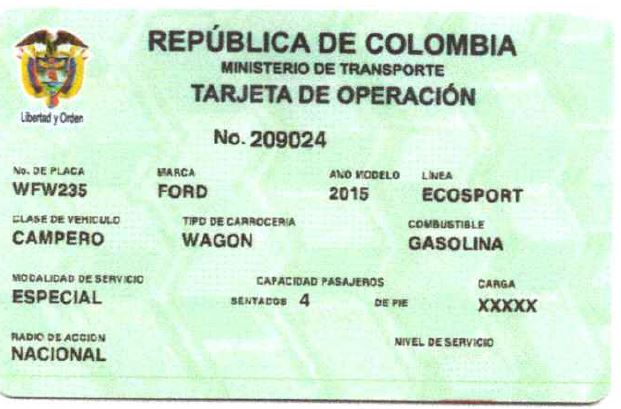 REPÚBLICA DE COLOMBIA
MINISTERIO DE TRANSPORTE
TARJETA DE OPERACIÓN
Libertad y Orden
No. 209024
No. DE PLACA MARCA AÑO MODELO LÍNEA
WFW235 FORD 2015 ECOSPORT
CLASE DE VEHICULO TIPO DE CARROCERIA COMBUSTIBLE
CAMPERO WAGON GASOLINA
MODALIDAD DE SERVICIO CAPACIDAD PASAJEROS CARGA
ESPECIAL SENTADOS 4 DE PIE XXXXX
RADIO DE ACCION NIVEL DE SERVICIO
NACIONAL